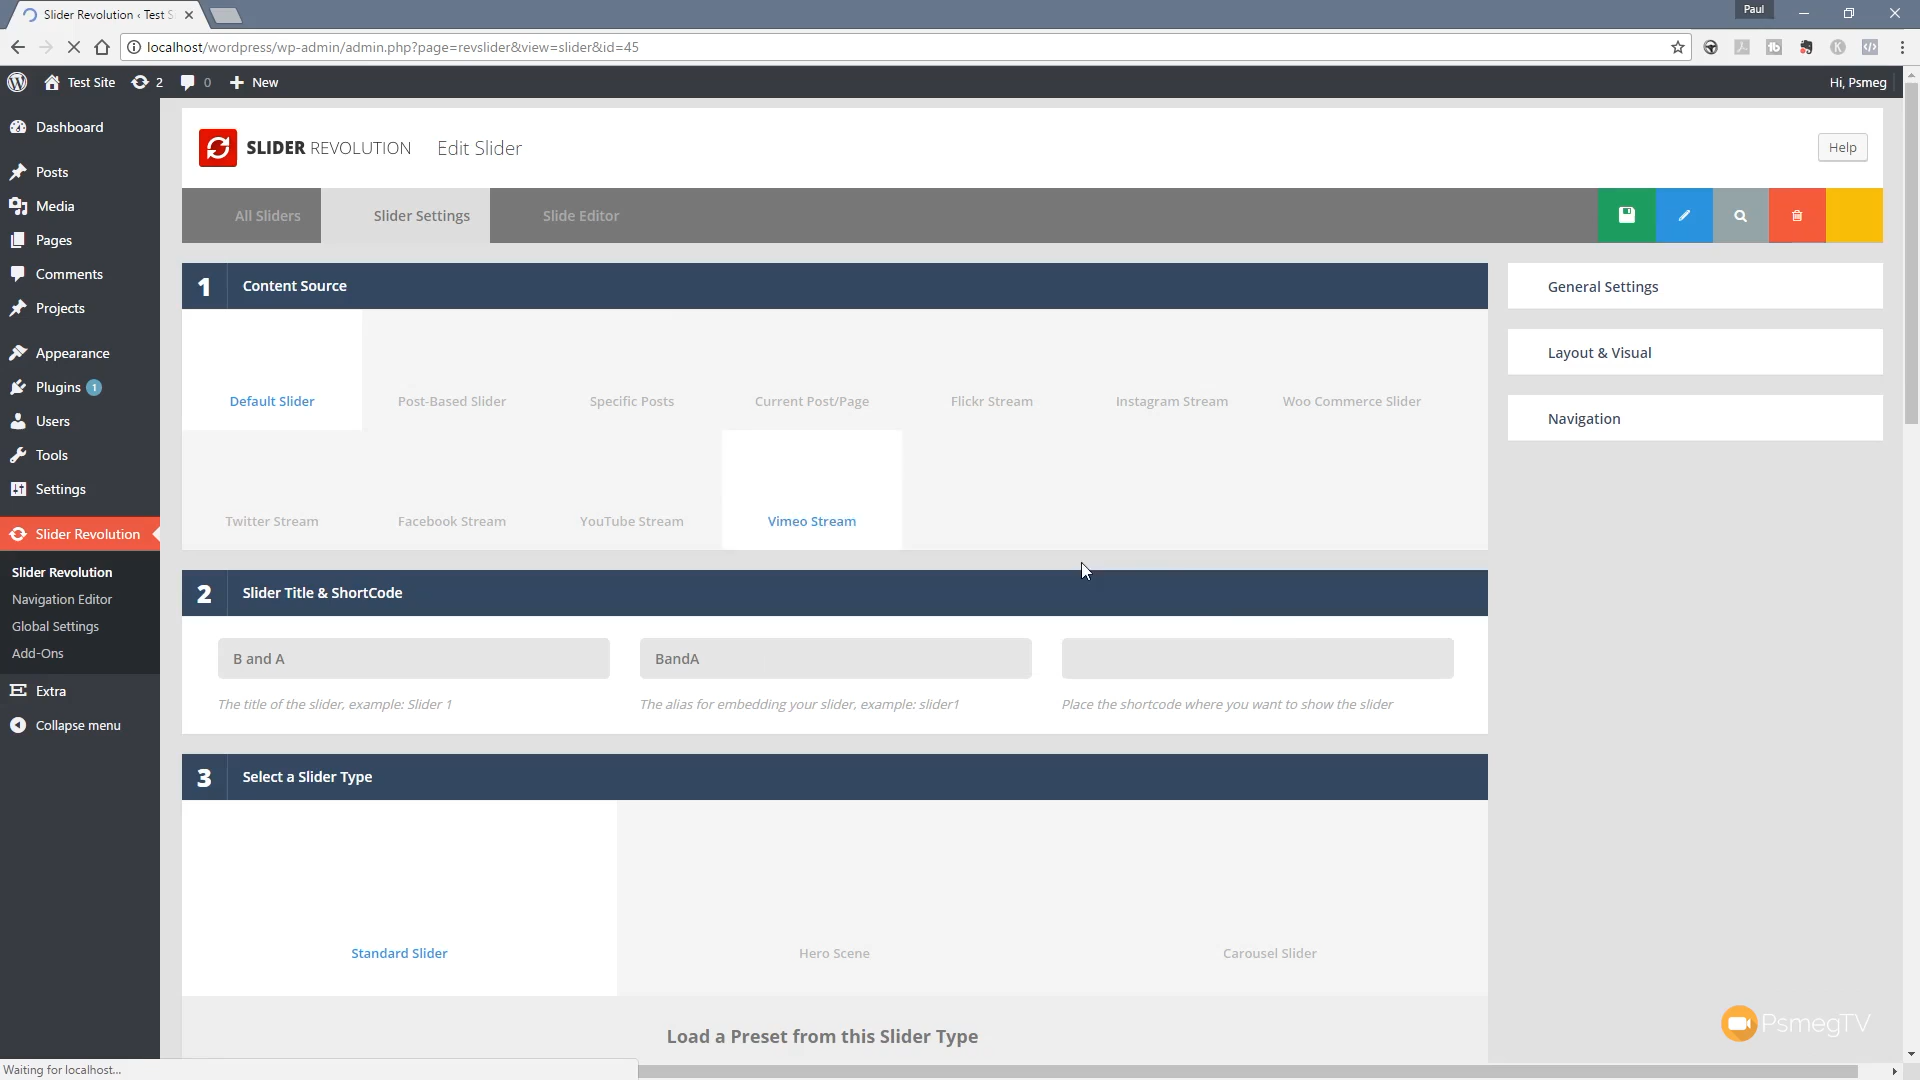 Slider Revolution ‹ Test S
Paul
localhost/wordpress/wp-admin/admin.php?page=revslider&view=slider&id=45
Test Site
2
0
New
Hi, Psmeg
Dashboard
Posts
Media
Pages
Comments
Projects
Appearance
Plugins 1
Users
Tools
Settings
Slider Revolution
Slider Revolution
Navigation Editor
Global Settings
Add-Ons
Extra
Collapse menu
SLIDER REVOLUTION Edit Slider
Help
All Sliders
Slider Settings
Slide Editor
1 Content Source
Default Slider
Post-Based Slider
Specific Posts
Current Post/Page
Flickr Stream
Instagram Stream
Woo Commerce Slider
Twitter Stream
Facebook Stream
YouTube Stream
Vimeo Stream
General Settings
Layout & Visual
Navigation
2 Slider Title & ShortCode
B and A
BandA
The title of the slider, example: Slider 1
The alias for embedding your slider, example: slider1
Place the shortcode where you want to show the slider
3 Select a Slider Type
Standard Slider
Hero Scene
Carousel Slider
Load a Preset from this Slider Type
PsmegTV
Waiting for localhost...